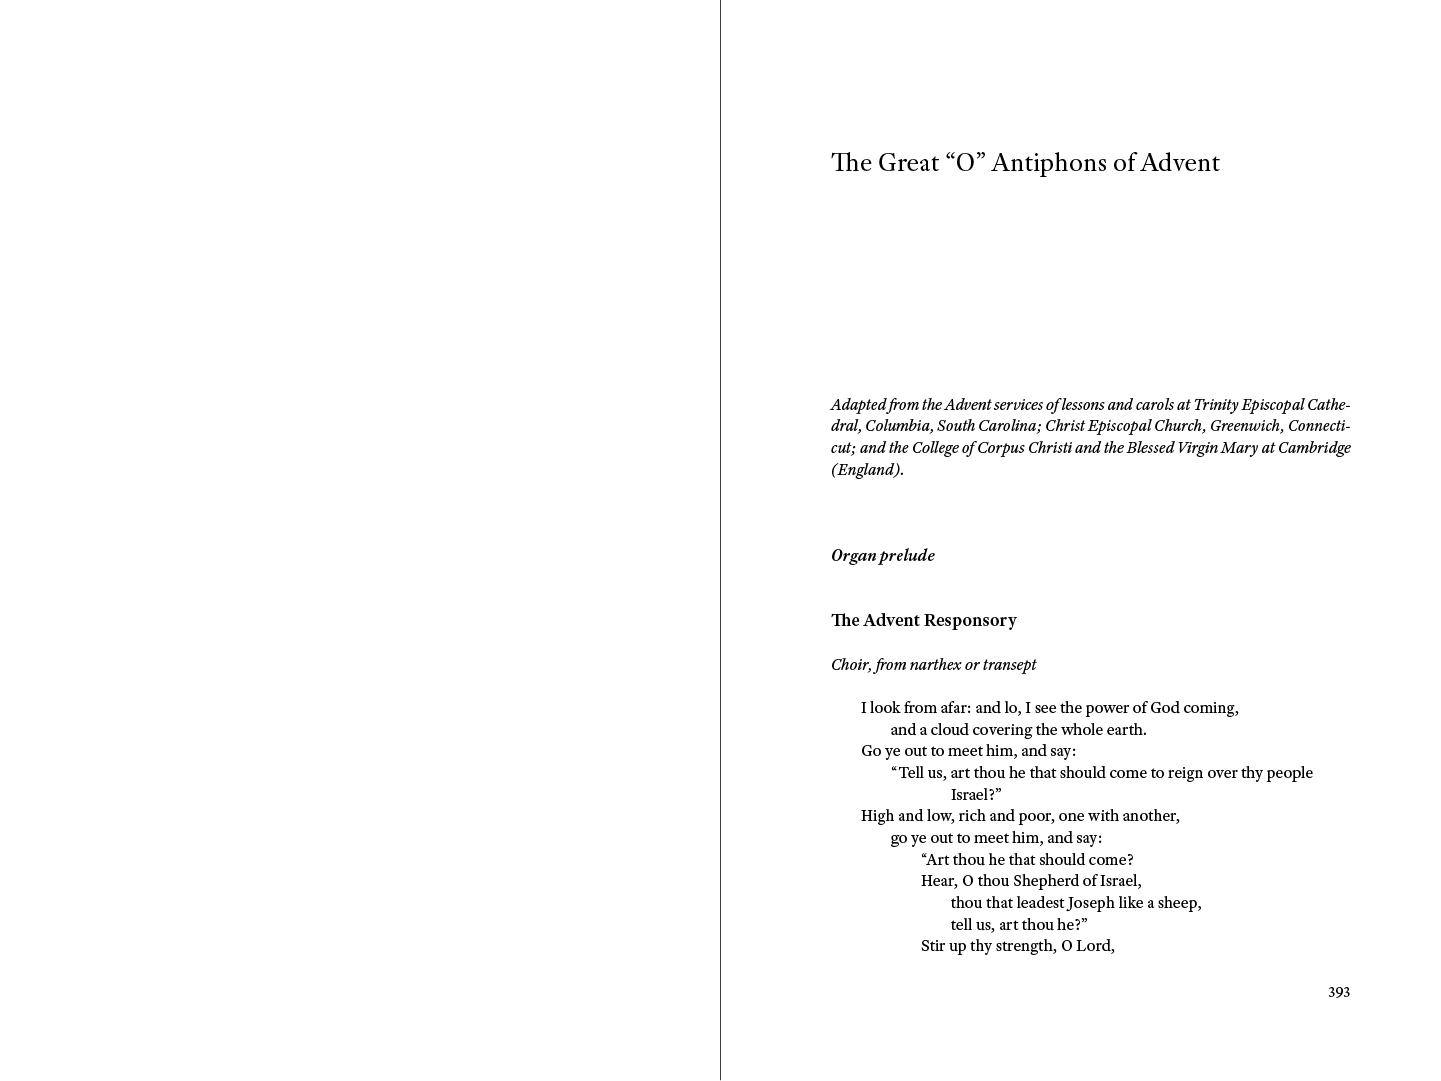 The Great “O” Antiphons of Advent
Adapted from the Advent services of lessons and carols at Trinity Episcopal Cathe-
dral, Columbia, South Carolina; Christ Episcopal Church, Greenwich, Connecti-
cut; and the College of Corpus Christi and the Blessed Virgin Mary at Cambridge
(England).
Organ prelude
The Advent Responsory
Choir, from narthex or transept
I look from afar: and lo, I see the power of God coming,
and a cloud covering the whole earth.
Go ye out to meet him, and say:
“Tell us, art thou he that should come to reign over thy people
Israel?”
High and low, rich and poor, one with another,
go ye out to meet him, and say:
“Art thou he that should come?
Hear, O thou Shepherd of Israel,
thou that leadest Joseph like a sheep,
tell us, art thou he?”
Stir up thy strength, O Lord,
393